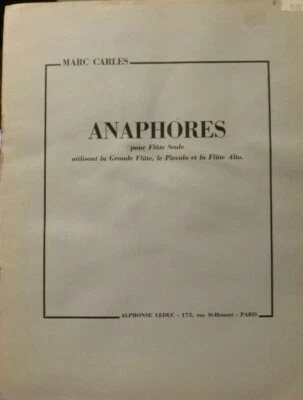 MARC CARLES
ANAPHORES
pour Flûte Seule
utilisant la Grande Flûte, le Piccolo et la Flûte Alto.
ALPHONSE LEDUC - 175, rue St-Honoré - PARIS